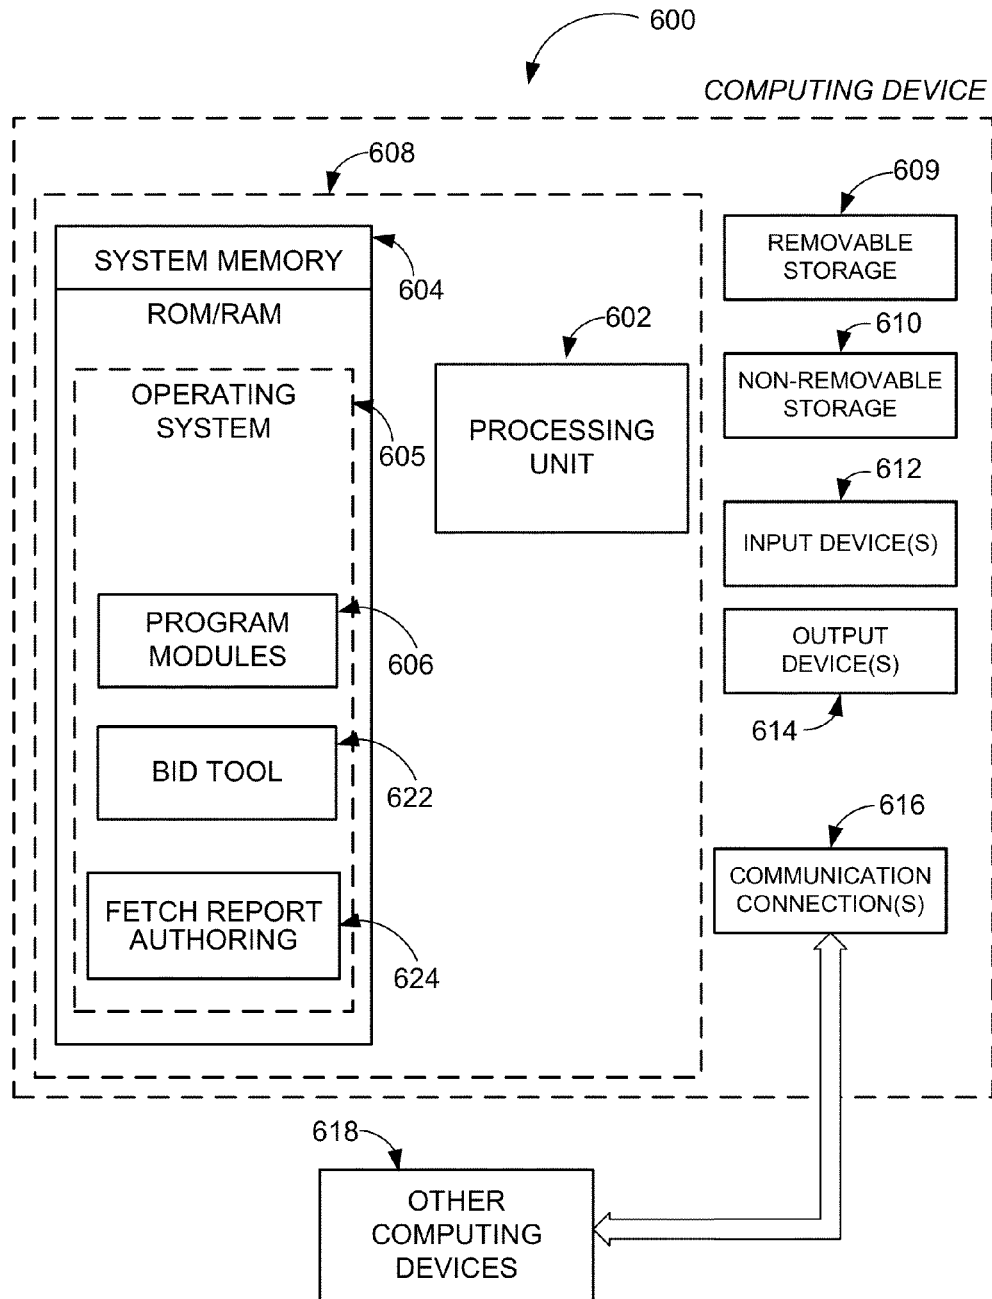 600
COMPUTING DEVICE
608
SYSTEM MEMORY
604
ROM/RAM
OPERATING
SYSTEM
605
PROGRAM
MODULES
606
BID TOOL
622
FETCH REPORT
AUTHORING
624
602
PROCESSING
UNIT
609
REMOVABLE
STORAGE
610
NON-REMOVABLE
STORAGE
612
INPUT DEVICE(S)
OUTPUT
DEVICE(S)
614
616
COMMUNICATION
CONNECTION(S)
618
OTHER
COMPUTING
DEVICES